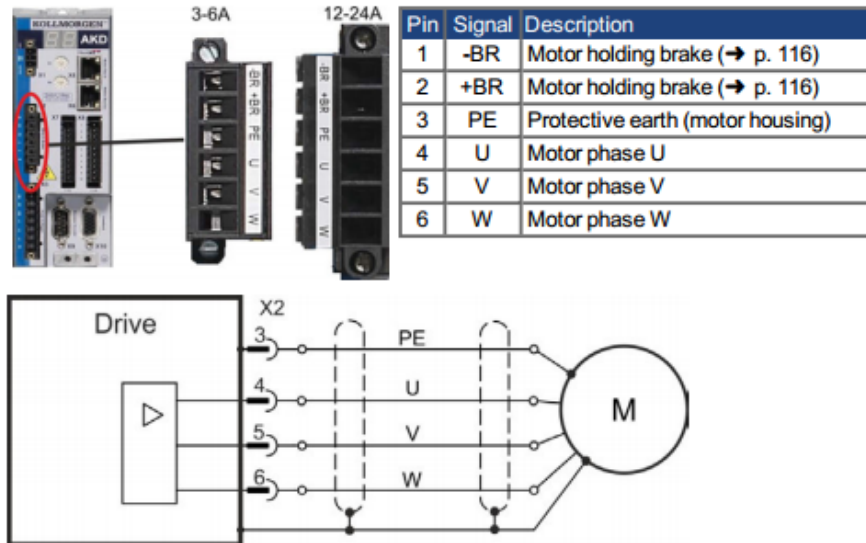 3-6A
12-24A
KOLLMORGEN
AKD
-BR +BR PE U V W
-BR +BR PE U V W
Pin Signal Description
1 -BR Motor holding brake (➔ p. 116)
2 +BR Motor holding brake (➔ p. 116)
3 PE Protective earth (motor housing)
4 U Motor phase U
5 V Motor phase V
6 W Motor phase W
Drive
X2
3 PE
4 U
5 V
6 W
M